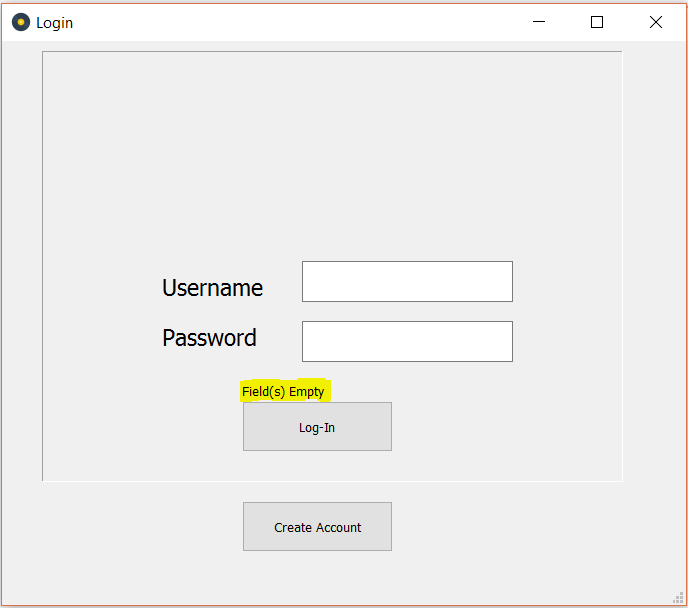 Login
Username
Password
Field(s) Empty
Log-In
Create Account